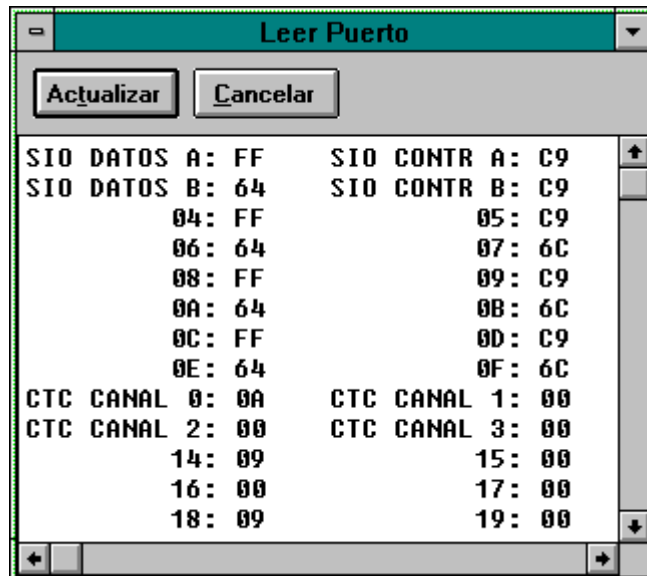 Leer Puerto
Actualizar Cancelar
SIO DATOS A: FF SIO CONTR A: C9
SIO DATOS B: 64 SIO CONTR B: C9
04: FF 05: C9
06: 64 07: 6C
08: FF 09: C9
0A: 64 0B: 6C
0C: FF 0D: C9
0E: 64 0F: 6C
CTC CANAL 0: 0A CTC CANAL 1: 00
CTC CANAL 2: 00 CTC CANAL 3: 00
14: 09 15: 00
16: 00 17: 00
18: 09 19: 00